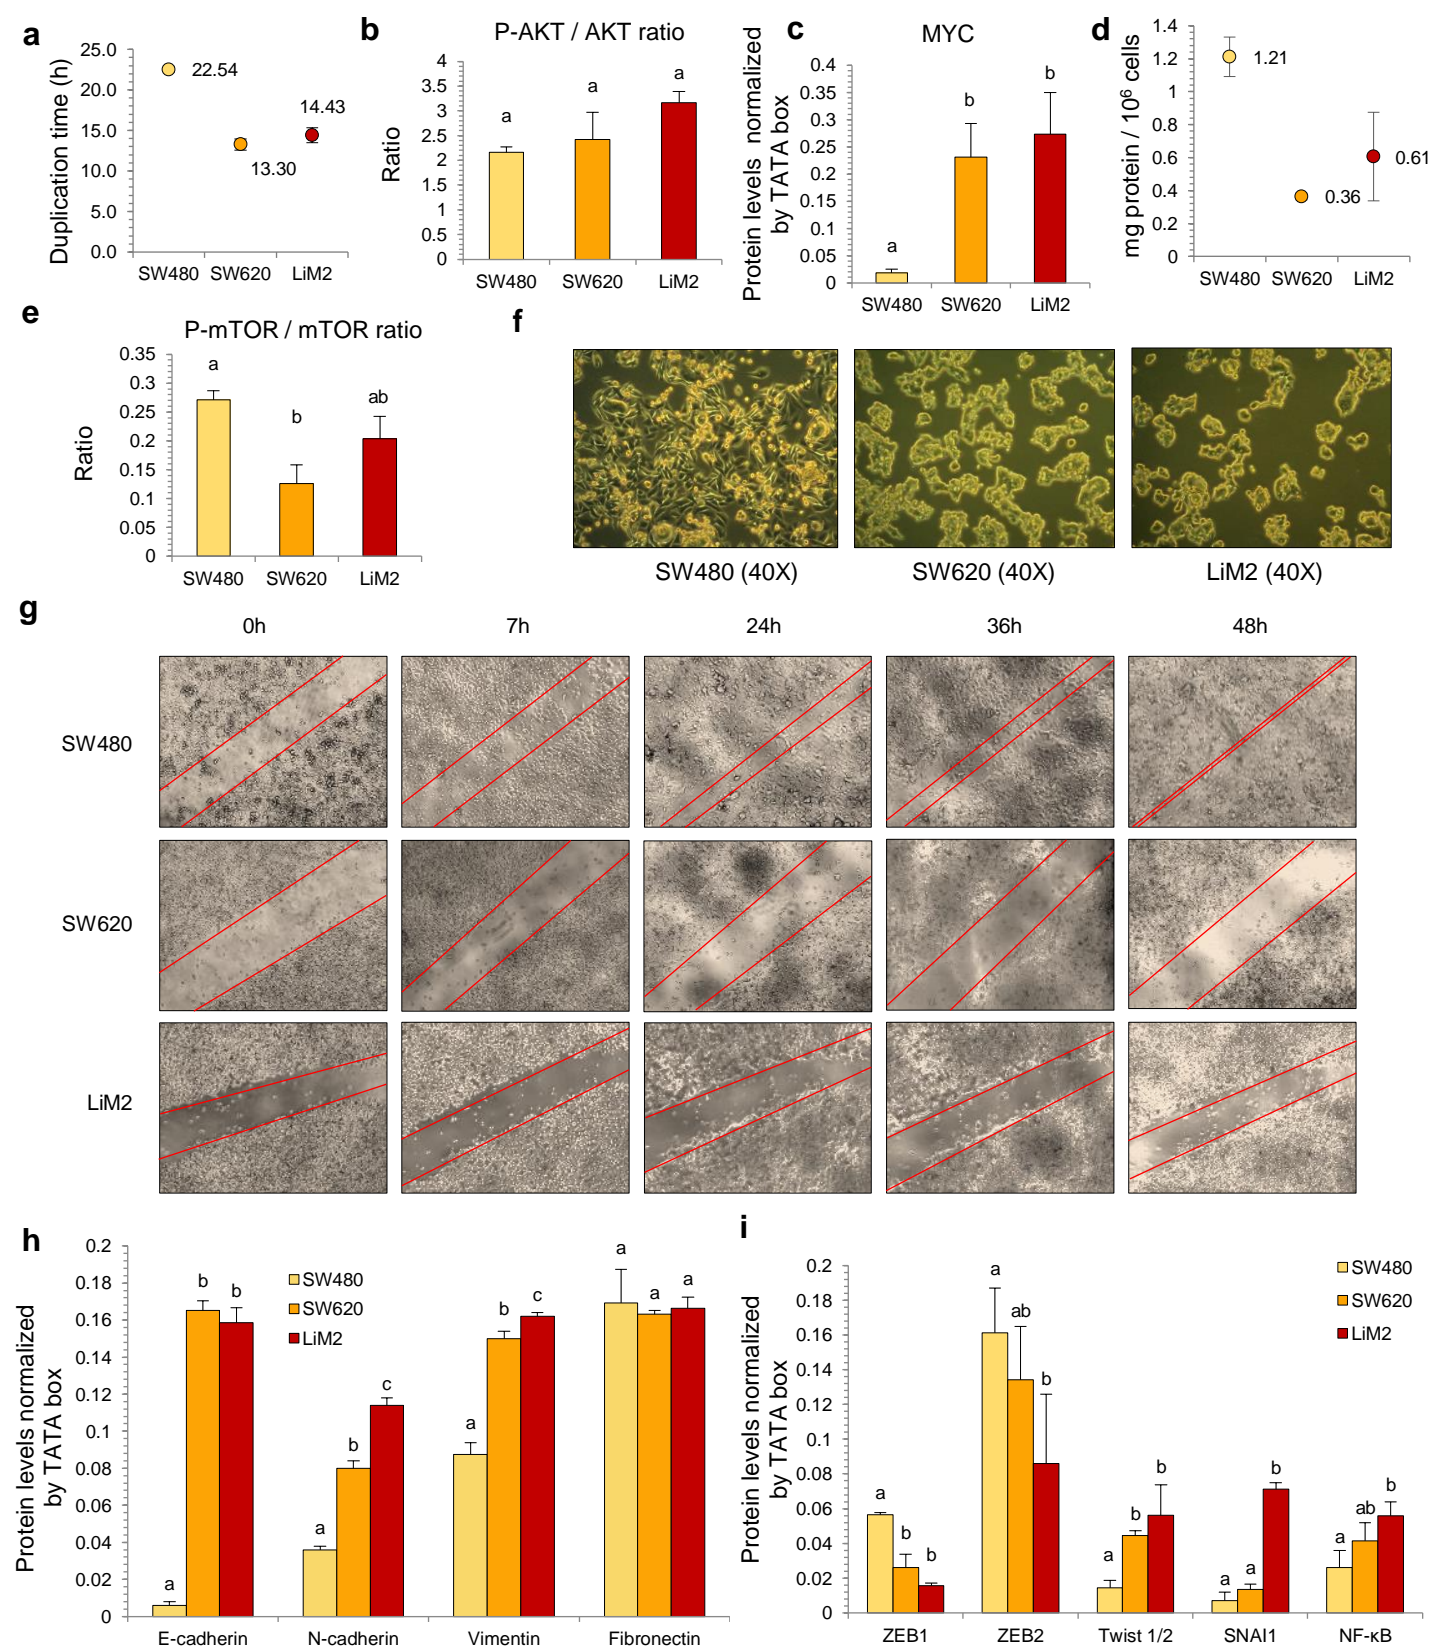 a
Duplication time (h)
25.0
20.0
15.0
10.0
5.0
0.0
22.54
13.30
14.43
SW480 SW620 LiM2
b
P-AKT / AKT ratio
Ratio
4
3.5
3
2.5
2
1.5
1
0.5
0
a a a
SW480 SW620 LiM2
c
MYC
Protein levels normalized
by TATA box
0.4
0.35
0.3
0.25
0.2
0.15
0.1
0.05
0
a b b
SW480 SW620 LiM2
d
mg protein / 10⁶ cells
1.4
1.2
1
0.8
0.6
0.4
0.2
0
1.21
0.36
0.61
SW480 SW620 LiM2
e
P-mTOR / mTOR ratio
Ratio
0.35
0.3
0.25
0.2
0.15
0.1
0.05
0
a b ab
SW480 SW620 LiM2
f
SW480 (40X) SW620 (40X) LiM2 (40X)
g
0h 7h 24h 36h 48h
SW480
SW620
LiM2
h
Protein levels normalized
by TATA box
0.2
0.18
0.16
0.14
0.12
0.1
0.08
0.06
0.04
0.02
0
SW480
SW620
LiM2
a b b
a b c
a b c
a a a
E-cadherin N-cadherin Vimentin Fibronectin
i
Protein levels normalized
by TATA box
0.2
0.18
0.16
0.14
0.12
0.1
0.08
0.06
0.04
0.02
0
SW480
SW620
LiM2
a b b
a ab b
a b b
a a b
a ab b
ZEB1 ZEB2 Twist 1/2 SNAI1 NF-κB